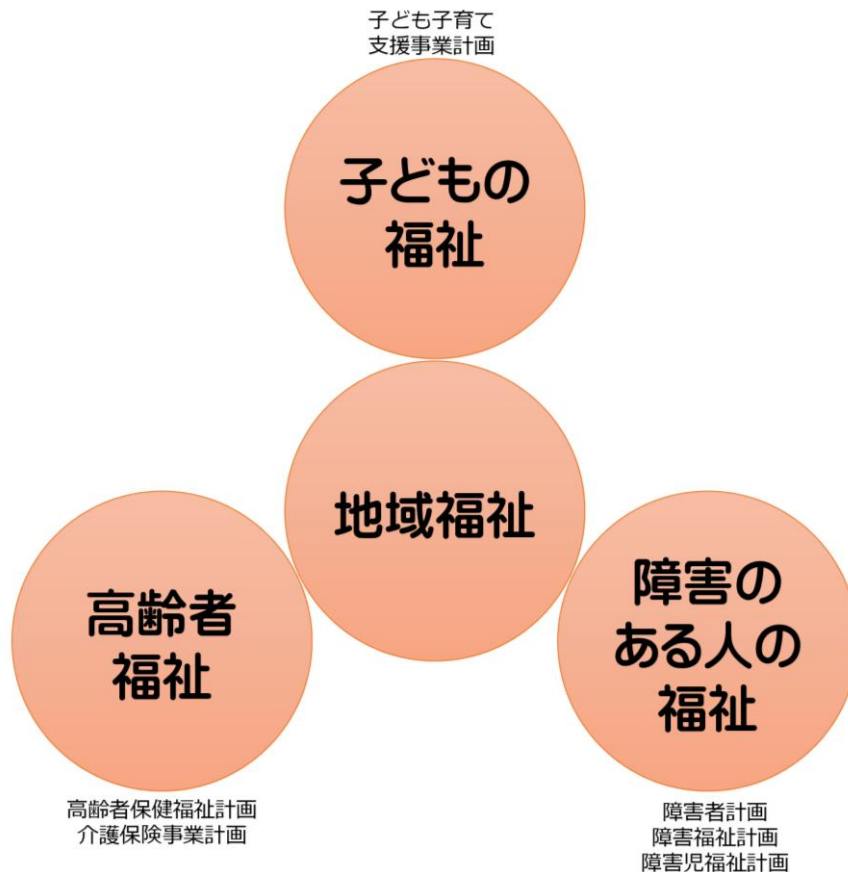 子ども子育て
支援事業計画
子どもの
福祉
地域福祉
高齢者
福祉
高齢者保健福祉計画
介護保険事業計画
障害の
ある人の
福祉
障害者計画
障害福祉計画
障害児福祉計画